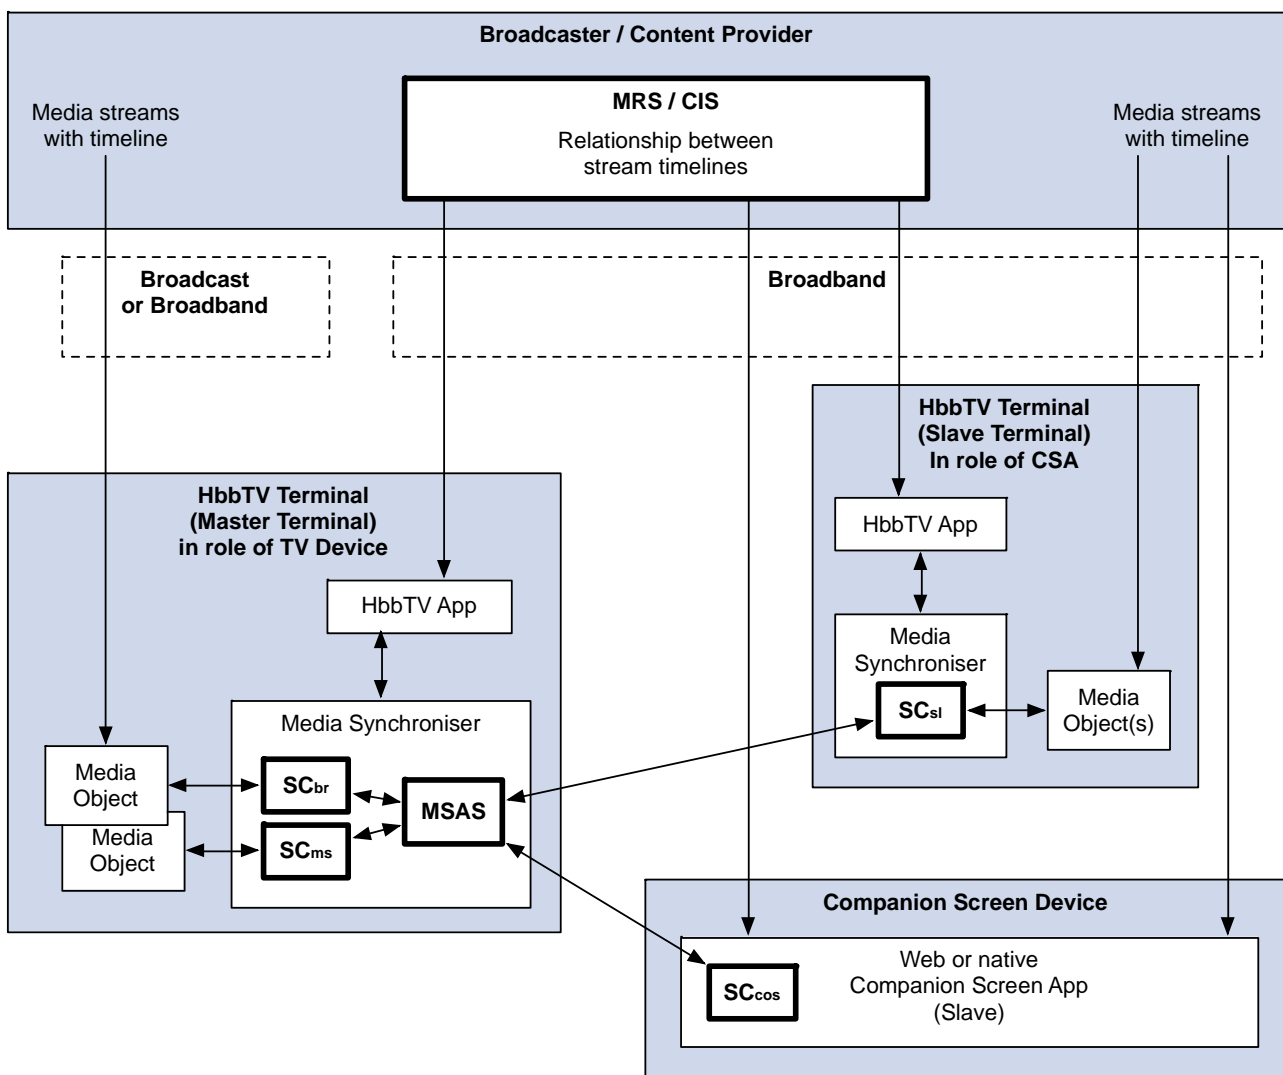 Broadcaster / Content Provider
Media streams
with timeline
MRS / CIS
Relationship between
stream timelines
Media streams
with timeline
Broadcast
or Broadband
Broadband
HbbTV Terminal
(Slave Terminal)
In role of CSA
HbbTV App
Media
Synchroniser
SCsl
Media
Object(s)
HbbTV Terminal
(Master Terminal)
in role of TV Device
HbbTV App
Media Synchroniser
Media
Object
SCbr
MSAS
Media
Object
SCms
Companion Screen Device
Web or native
Companion Screen App
(Slave)
SCcos